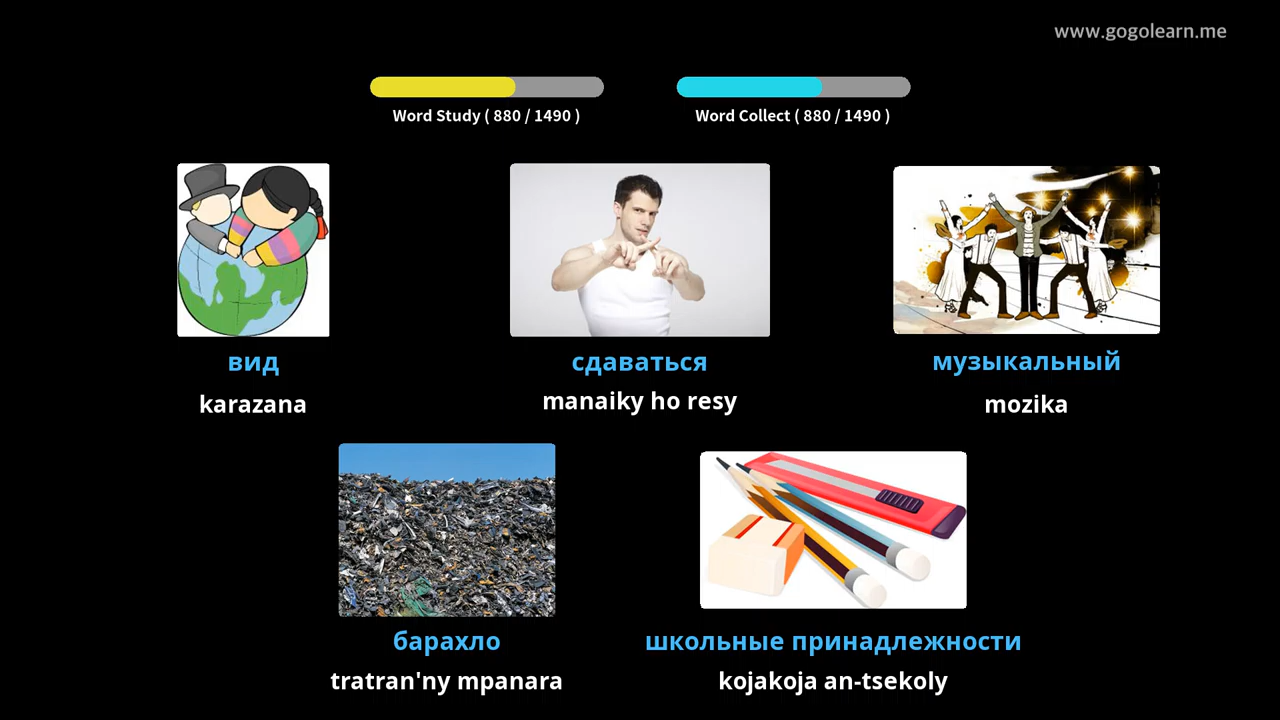 www.gogolearn.me
Word Study ( 880 / 1490 )
Word Collect ( 880 / 1490 )
вид
karazana
сдаваться
manaiky ho resy
музыкальный
mozika
барахло
tratran'ny mpanara
школьные принадлежности
kojakoja an-tsekoly